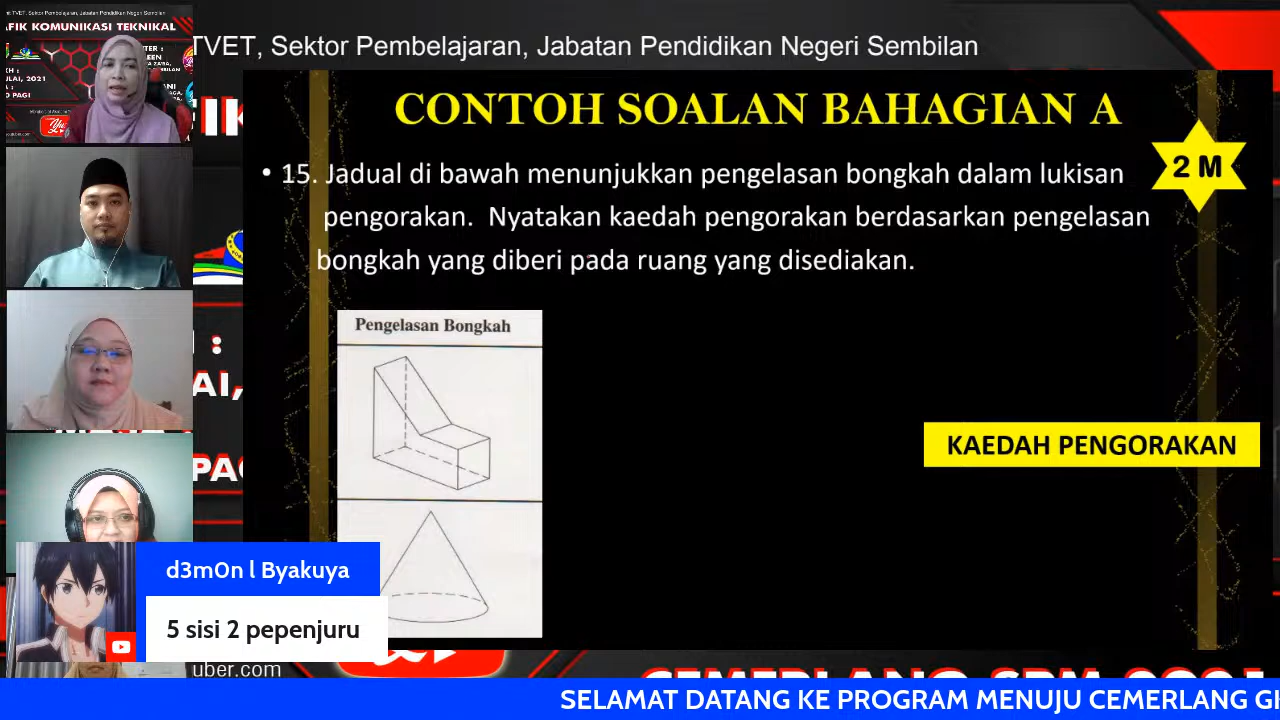 TVET, Sektor Pembelajaran, Jabatan Pendidikan Negeri Sembilan
CONTOH SOALAN BAHAGIAN A
2 M
• 15. Jadual di bawah menunjukkan pengelasan bongkah dalam lukisan
pengorakan. Nyatakan kaedah pengorakan berdasarkan pengelasan
bongkah yang diberi pada ruang yang disediakan.
Pengelasan Bongkah
KAEDAH PENGORAKAN
d3m0n l Byakuya
5 sisi 2 pepenjuru
uber.com
SELAMAT DATANG KE PROGRAM MENUJU CEMERLANG